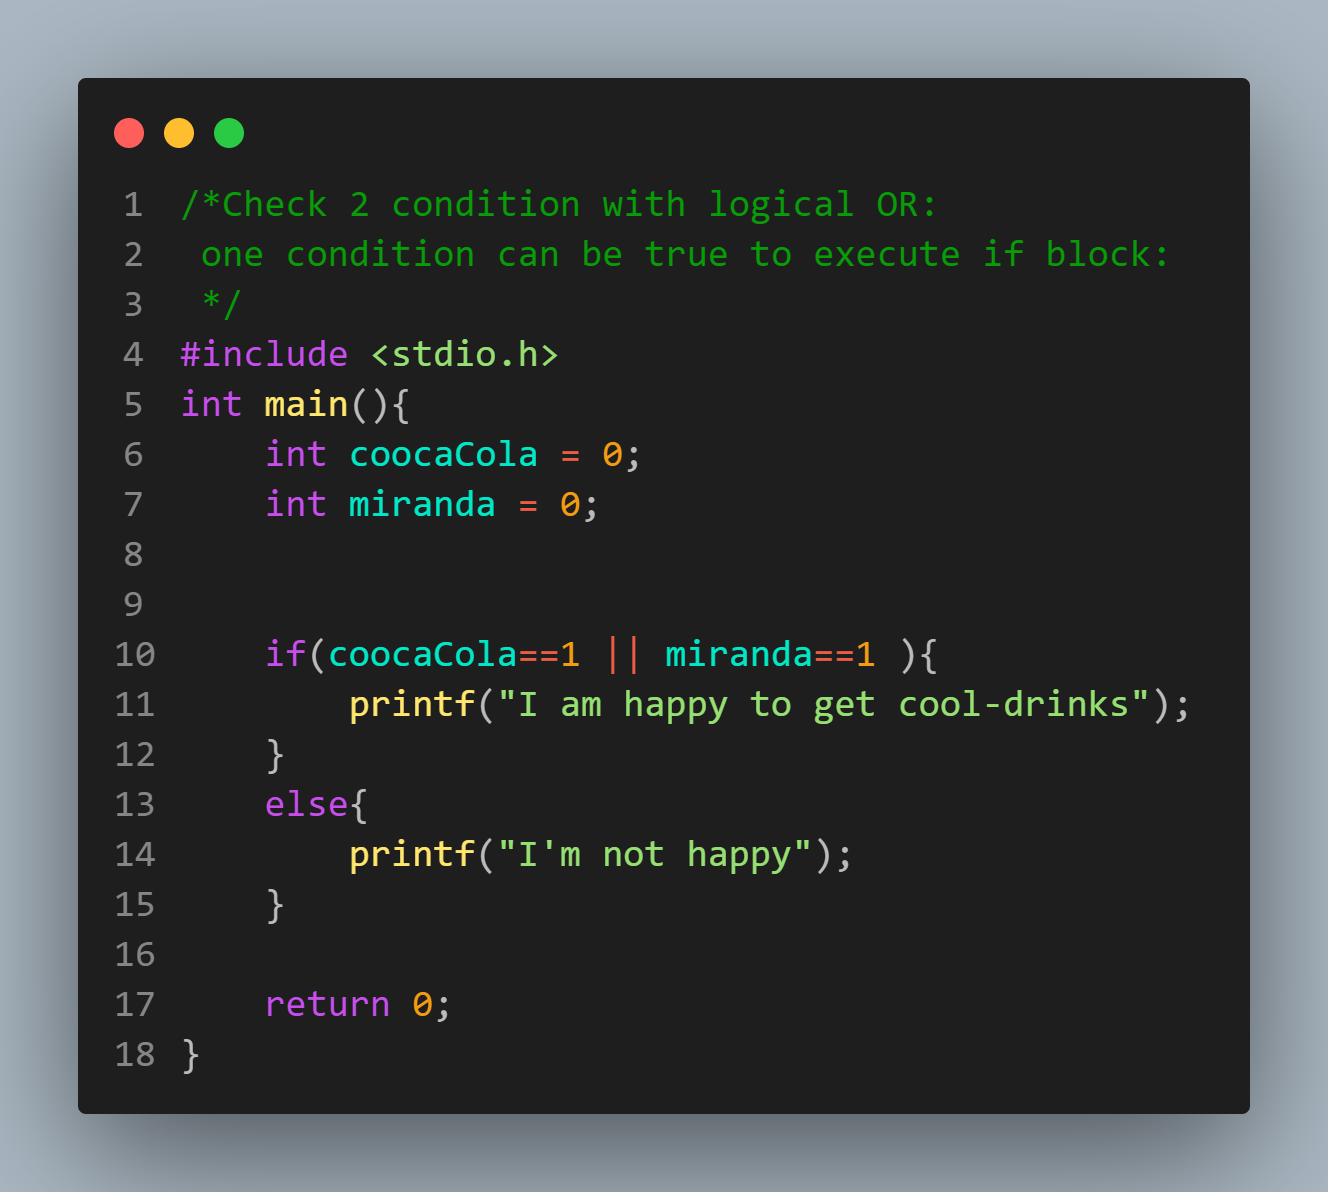 1 /*Check 2 condition with logical OR:
2  one condition can be true to execute if block:
3  */
4 #include <stdio.h>
5 int main(){
6     int coocaCola = 0;
7     int miranda = 0;
8
9
10     if(coocaCola==1 || miranda==1 ){
11         printf("I am happy to get cool-drinks");
12     }
13     else{
14         printf("I'm not happy");
15     }
16
17     return 0;
18 }